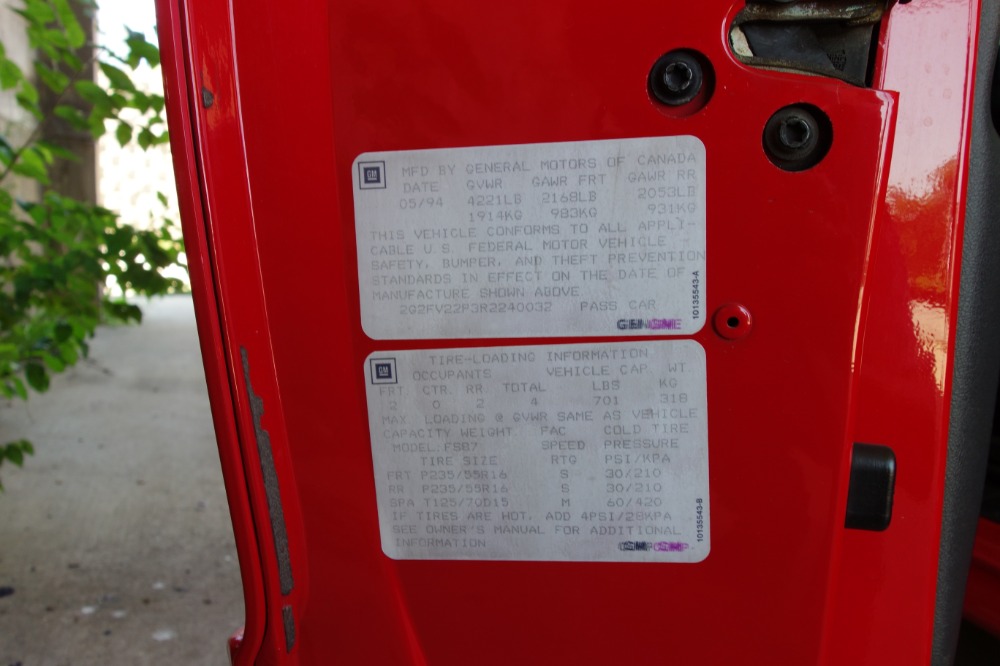 GM
MFD BY GENERAL MOTORS OF CANADA
DATE GVWR GAWR FRT GAWR RR
05/94 4221LB 2168LB 2053LB
1914KG 983KG 931KG
THIS VEHICLE CONFORMS TO ALL APPLI-
CABLE U.S. FEDERAL MOTOR VEHICLE
SAFETY, BUMPER, AND THEFT PREVENTION
STANDARDS IN EFFECT ON THE DATE OF
MANUFACTURE SHOWN ABOVE
2G2FV22P3R2240032 PASS CAR
10135543-A
GM
TIRE-LOADING INFORMATION
OCCUPANTS VEHICLE CAP. WT.
FRT. CTR. RR TOTAL LBS KG
2 0 2 4 701 318
MAX. LOADING @ GVWR SAME AS VEHICLE
CAPACITY WEIGHT. FAC COLD TIRE
MODEL:FS87 SPEED PRESSURE
TIRE SIZE RTG PSI/KPA
FRT P235/55R16 S 30/210
RR P235/55R16 S 30/210
SPA T125/70D15 M 60/420
IF TIRES ARE HOT, ADD 4PSI/28KPA
SEE OWNER'S MANUAL FOR ADDITIONAL
INFORMATION
10135543-B